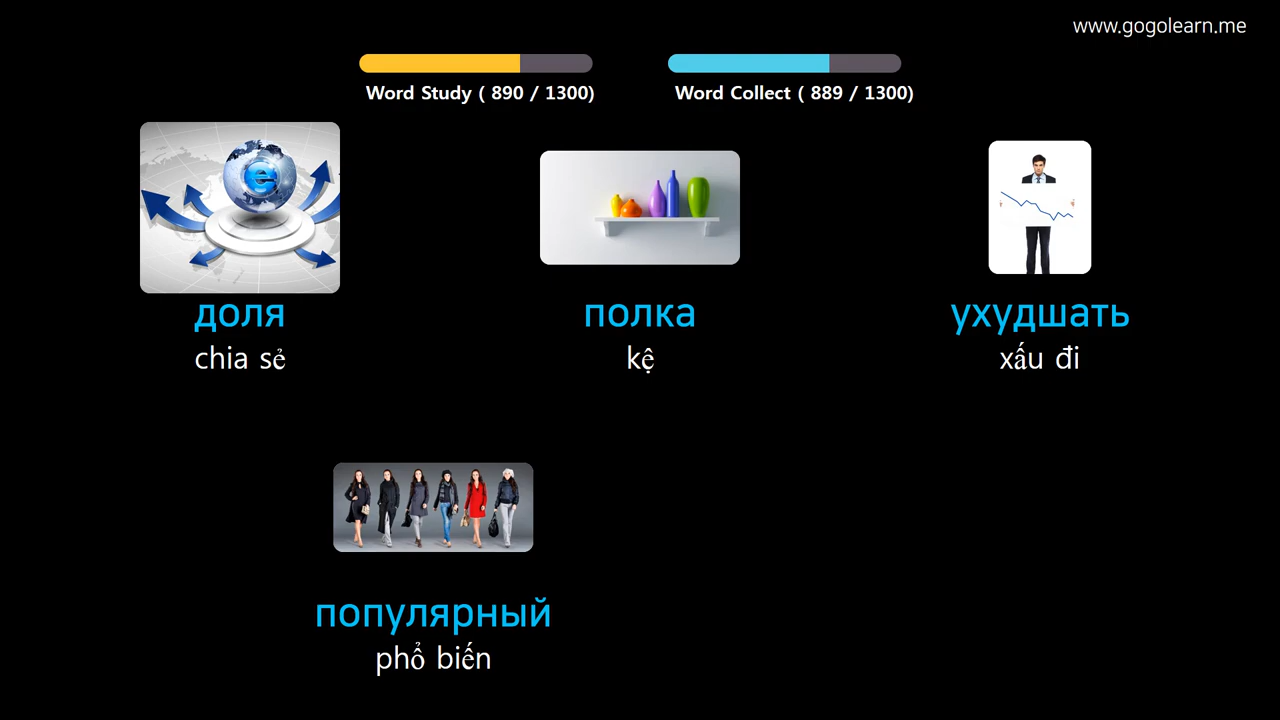 www.gogolearn.me
Word Study ( 890 / 1300)
Word Collect ( 889 / 1300)
доля
chia sẻ
полка
kệ
ухудшать
xấu đi
популярный
phổ biến